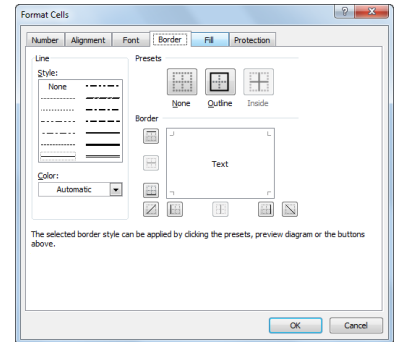 Format Cells
Number Alignment Font Border Fill Protection
Line
Presets
Style:
None
None Outline Inside
Border
Text
Color:
Automatic
The selected border style can be applied by clicking the presets, preview diagram or the buttons
above.
OK Cancel